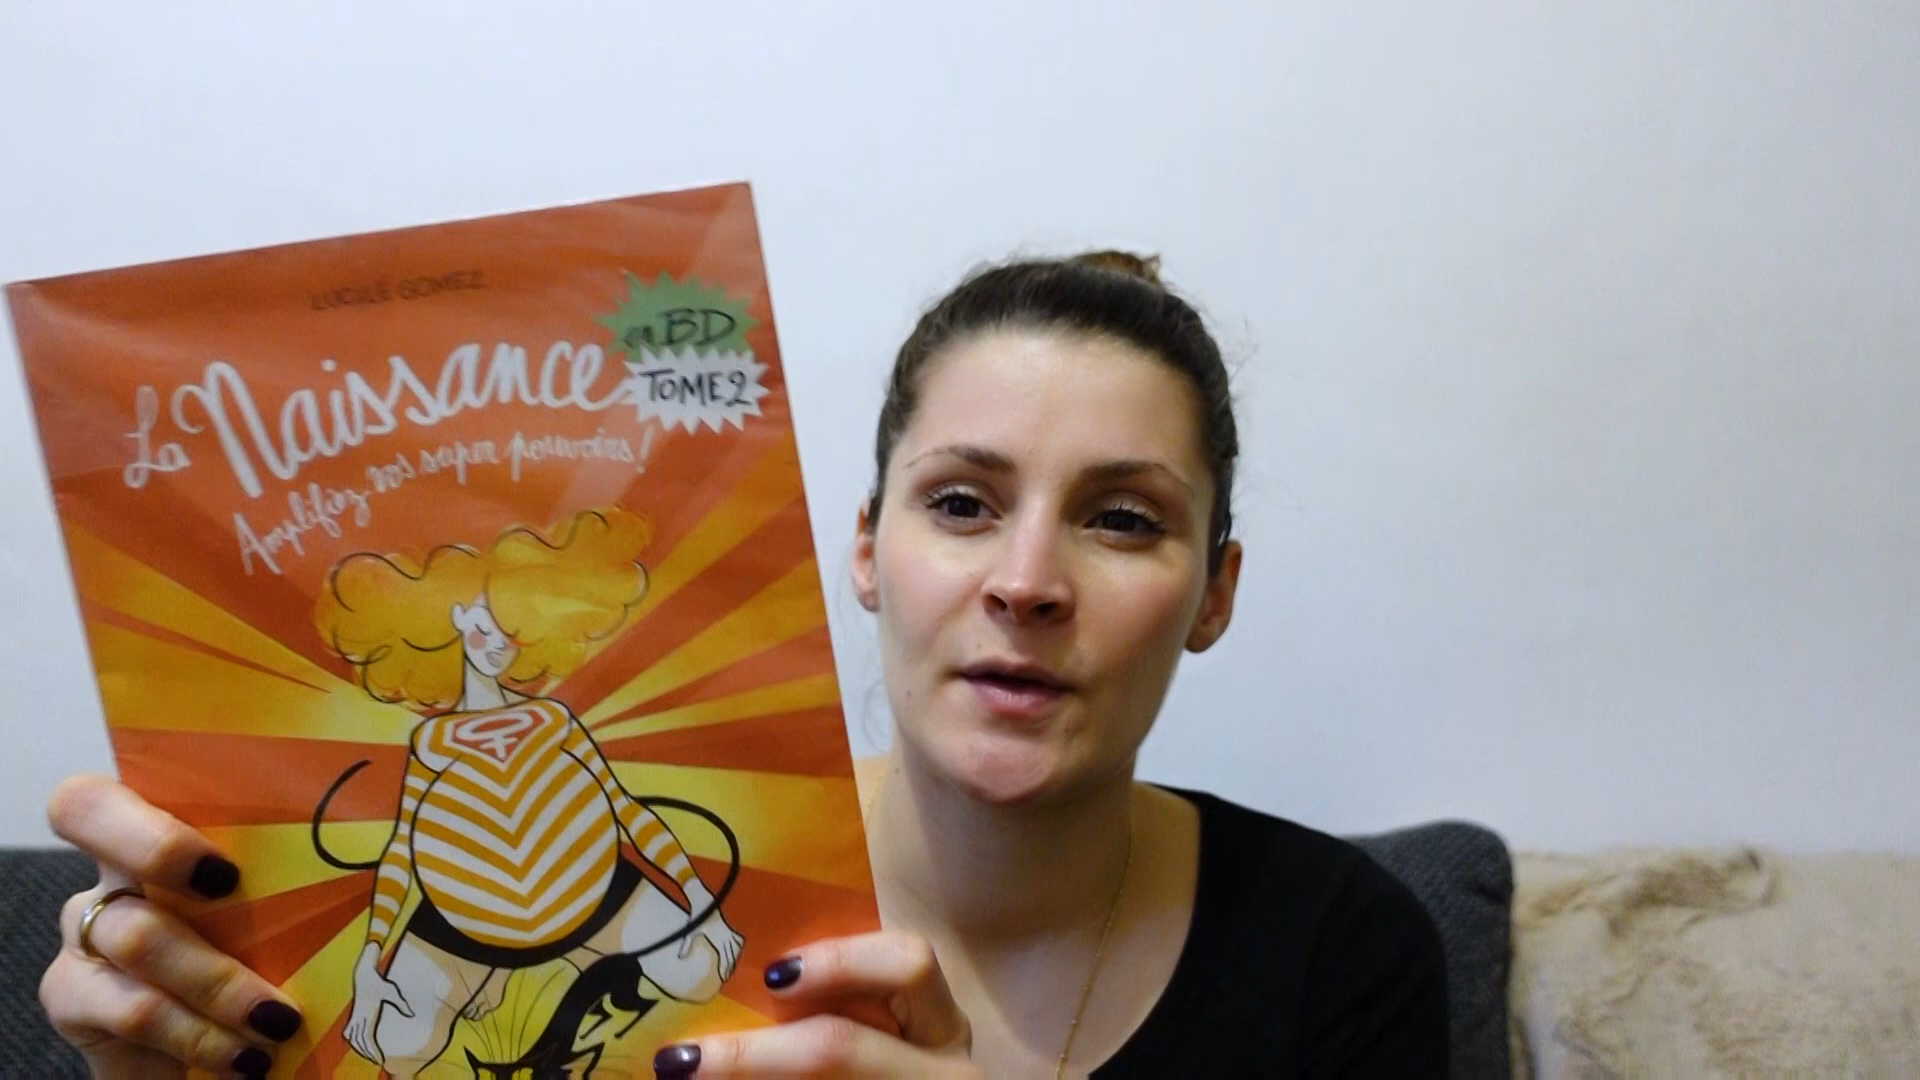 LUCILE GOMEZ
en BD
La Naissance
TOME 2
Amplifiez vos super pouvoirs!